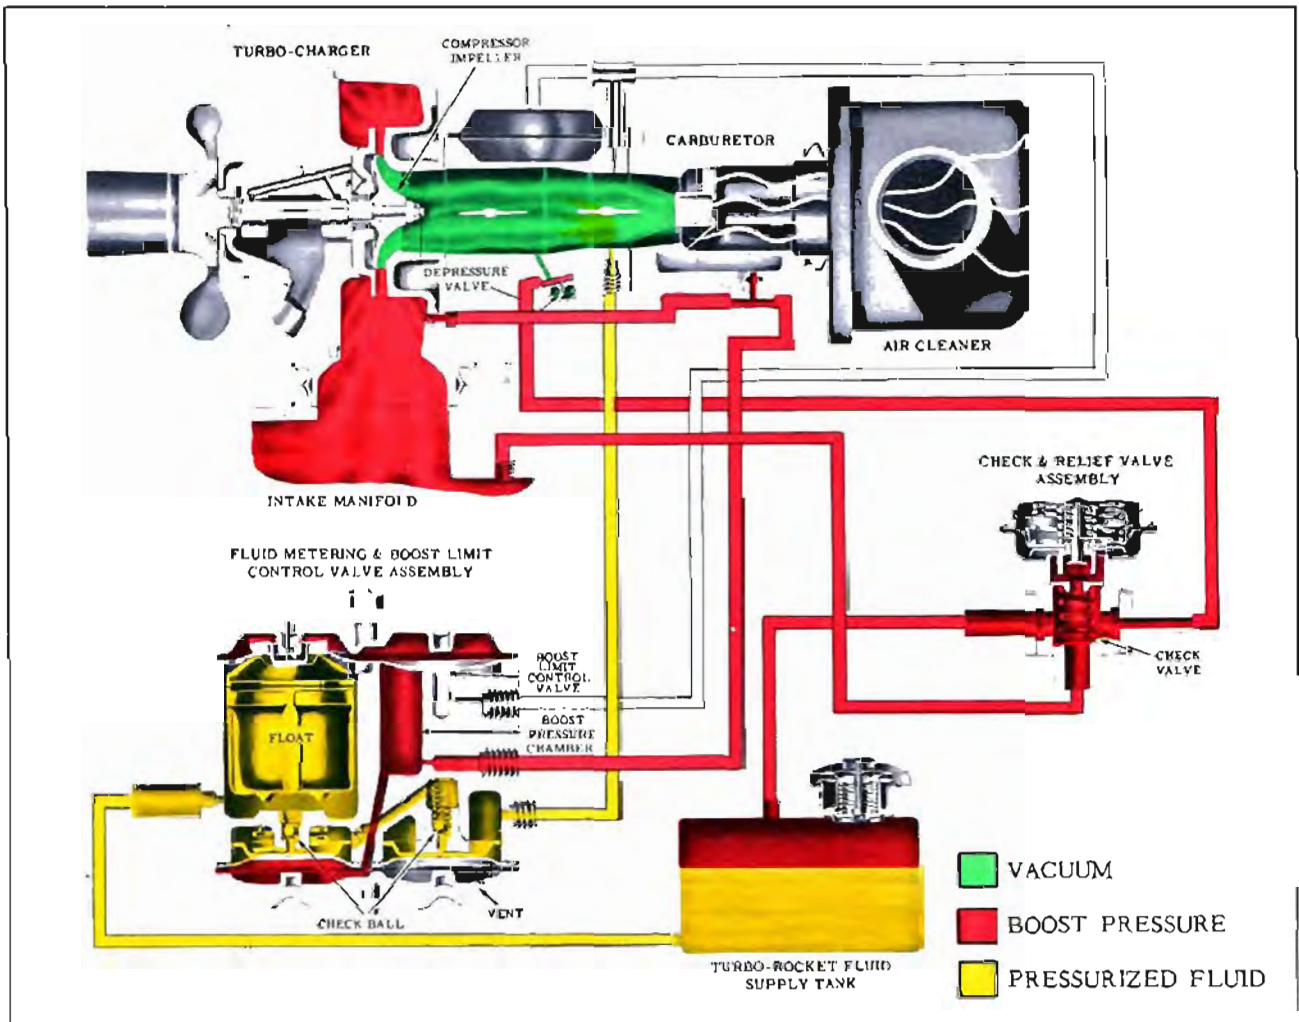 TURBO-CHARGER
COMPRESSOR
IMPELLER
CARBURETOR
DEPRESSURE
VALVE
AIR CLEANER
INTAKE MANIFOLD
CHECK & RELIEF VALVE
ASSEMBLY
FLUID METERING & BOOST LIMIT
CONTROL VALVE ASSEMBLY
BOOST
LIMIT
CONTROL
VALVE
CHECK
VALVE
FLOAT
BOOST
PRESSURE
CHAMBER
VENT
CHECK BALL
TURBO-ROCKET FLUID
SUPPLY TANK
VACUUM
BOOST PRESSURE
PRESSURIZED FLUID